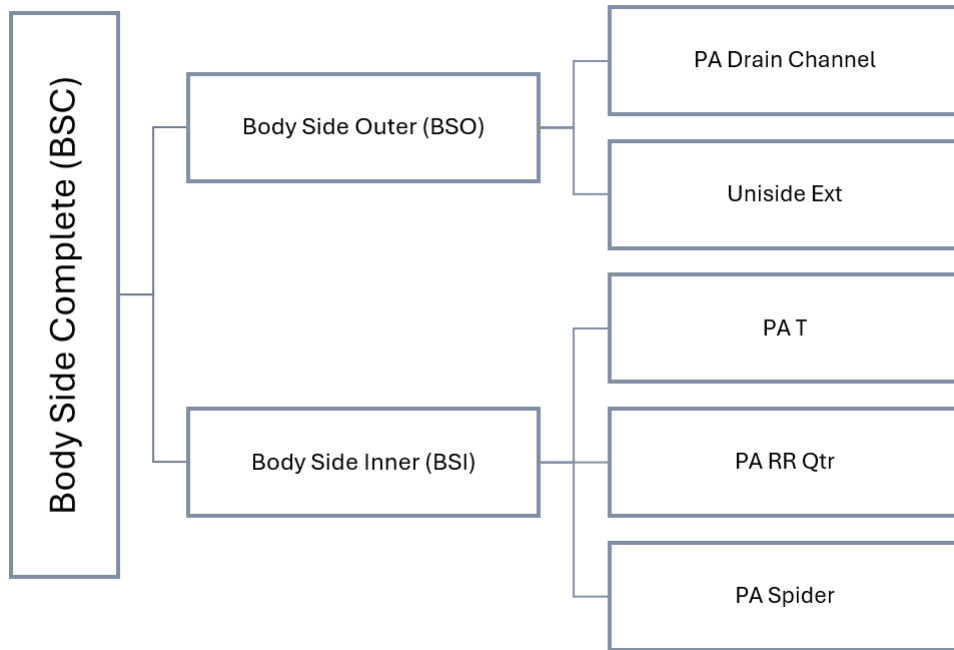 Body Side Complete (BSC)
Body Side Outer (BSO)
PA Drain Channel
Uniside Ext
Body Side Inner (BSI)
PA T
PA RR Qtr
PA Spider